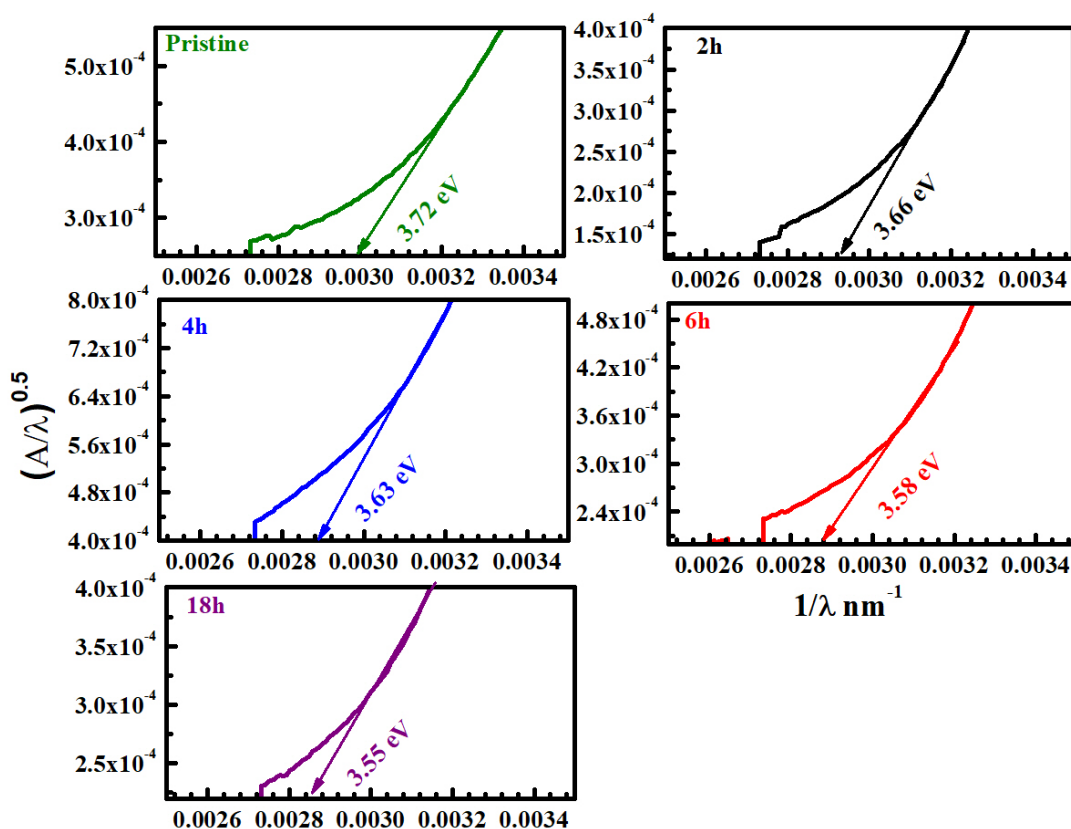 Pristine
5.0x10⁻⁴
4.0x10⁻⁴
3.0x10⁻⁴
3.72 eV
0.0026 0.0028 0.0030 0.0032 0.0034
2h
4.0x10⁻⁴
3.5x10⁻⁴
3.0x10⁻⁴
2.5x10⁻⁴
2.0x10⁻⁴
1.5x10⁻⁴
3.66 eV
0.0026 0.0028 0.0030 0.0032 0.0034
4h
8.0x10⁻⁴
7.2x10⁻⁴
6.4x10⁻⁴
5.6x10⁻⁴
4.8x10⁻⁴
4.0x10⁻⁴
3.63 eV
0.0026 0.0028 0.0030 0.0032 0.0034
(A/λ)⁰·⁵
6h
4.8x10⁻⁴
4.2x10⁻⁴
3.6x10⁻⁴
3.0x10⁻⁴
2.4x10⁻⁴
3.58 eV
0.0026 0.0028 0.0030 0.0032 0.0034
1/λ nm⁻¹
18h
4.0x10⁻⁴
3.5x10⁻⁴
3.0x10⁻⁴
2.5x10⁻⁴
3.55 eV
0.0026 0.0028 0.0030 0.0032 0.0034